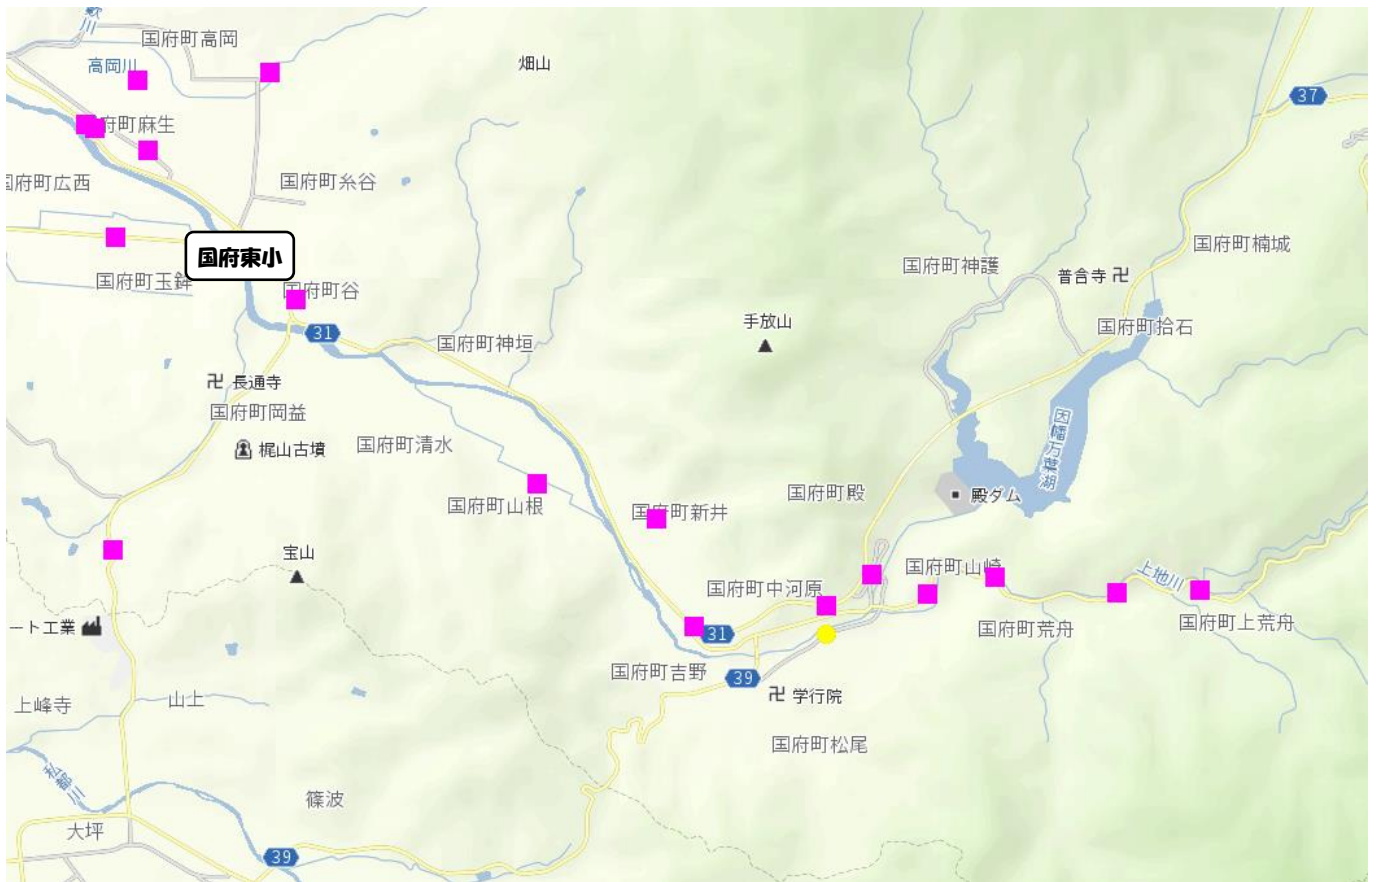 国府町高岡
高岡川
畑山
37
府町麻生
国府町糸谷
国府町広西
国府町楠城
国府東小
国府町神護
普含寺
国府町玉鉾
国府町谷
手放山
国府町拾石
31
国府町神垣
長通寺
国府町岡益
因幡万葉湖
国府町清水
梶山古墳
国府町殿
殿ダム
国府町山根
国府町新井
宝山
国府町山崎
上地川
国府町中河原
ート工業
31
国府町荒舟
国府町上荒舟
国府町吉野
39
学行院
上峰寺
山上
国府町松尾
私都川
篠波
大坪
39